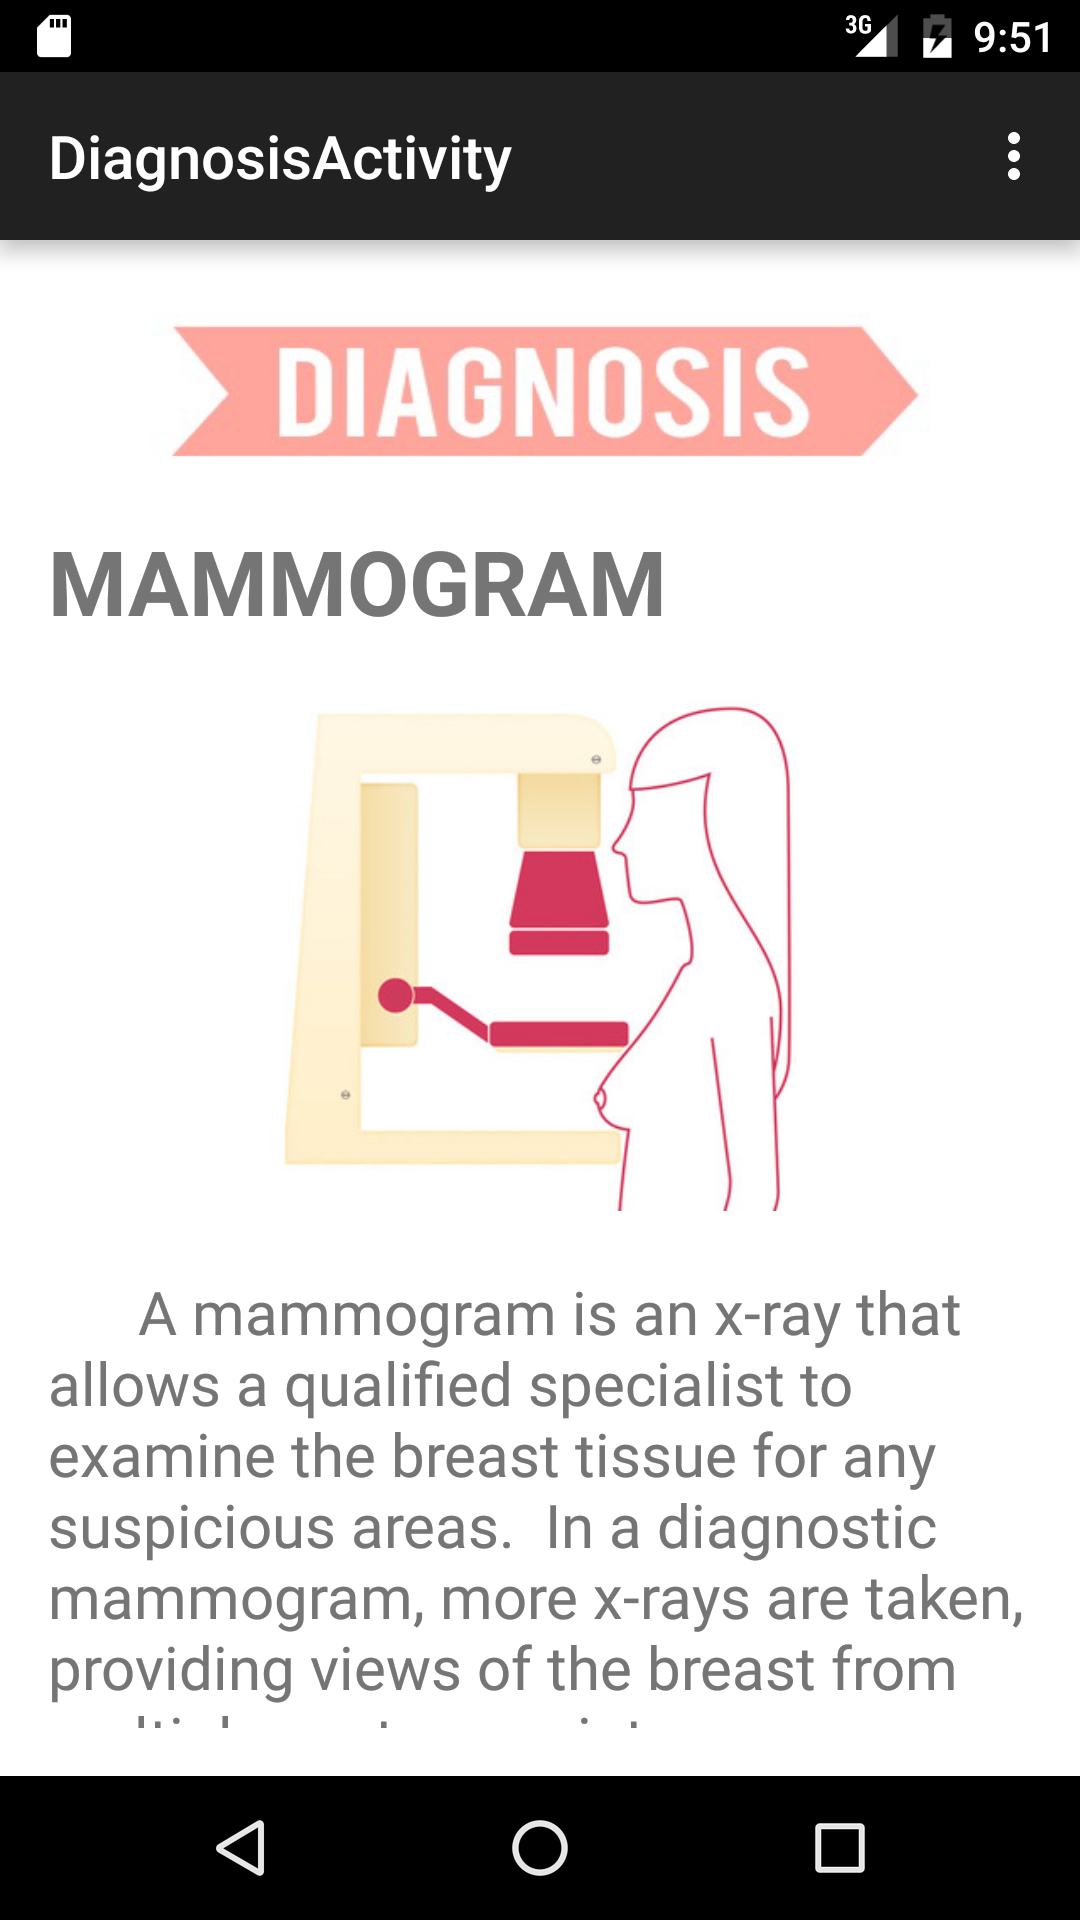 3G 9:51
DiagnosisActivity
DIAGNOSIS
MAMMOGRAM
A mammogram is an x-ray that
allows a qualified specialist to
examine the breast tissue for any
suspicious areas.  In a diagnostic
mammogram, more x-rays are taken,
providing views of the breast from